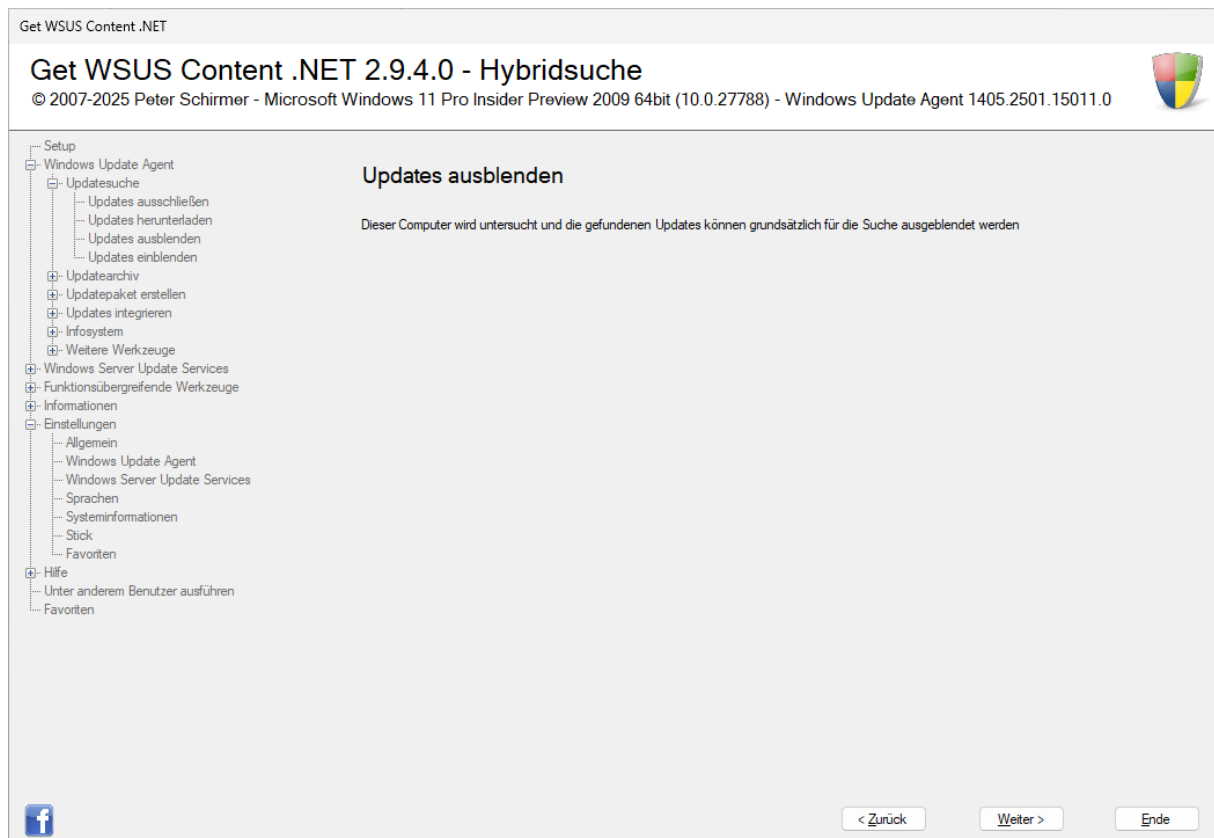 Get WSUS Content .NET
Get WSUS Content .NET 2.9.4.0 - Hybridsuche
© 2007-2025 Peter Schirmer - Microsoft Windows 11 Pro Insider Preview 2009 64bit (10.0.27788) - Windows Update Agent 1405.2501.15011.0
Setup
Windows Update Agent
Updatesuche
Updates ausschließen
Updates herunterladen
Updates ausblenden
Updates einblenden
Updatearchiv
Updatepaket erstellen
Updates integrieren
Infosystem
Weitere Werkzeuge
Windows Server Update Services
Funktionsübergreifende Werkzeuge
Informationen
Einstellungen
Allgemein
Windows Update Agent
Windows Server Update Services
Sprachen
Systeminformationen
Stick
Favoriten
Hilfe
Unter anderem Benutzer ausführen
Favoriten
Updates ausblenden
Dieser Computer wird untersucht und die gefundenen Updates können grundsätzlich für die Suche ausgeblendet werden
f
< Zurück
Weiter >
Ende